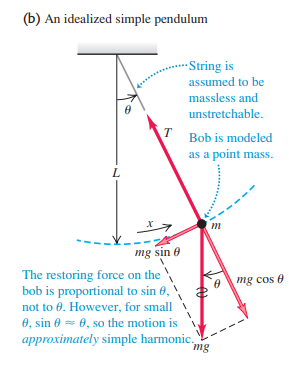 (b) An idealized simple pendulum
String is
assumed to be
massless and
unstretchable.
θ
T
Bob is modeled
as a point mass.
L
x
m
mg sin θ
The restoring force on the
bob is proportional to sin θ,
not to θ. However, for small
θ, sin θ ≈ θ, so the motion is
approximately simple harmonic.
θ
mg cos θ
mg